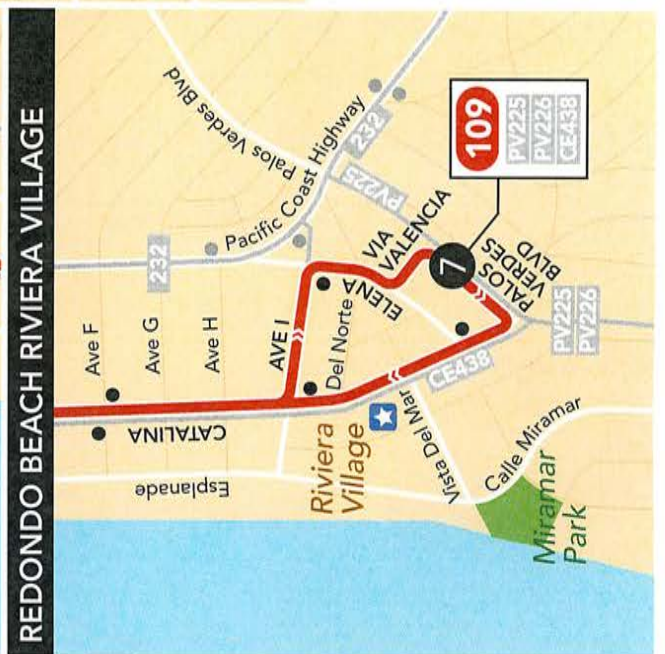 REDONDO BEACH RIVIERA VILLAGE
Palos Verdes Blvd
232
Pacific Coast Highway
232
PV225
109
PV225
PV226
CE438
Ave F
Ave G
Ave H
AVE I
VIA
VALENCIA
7
PALOS
VERDES
BLVD
ELENA
Del Norte
CE438
PV225
PV226
CATALINA
Esplanade
Riviera
Village
Vista Del Mar
Calle Miramar
Miramar
Park